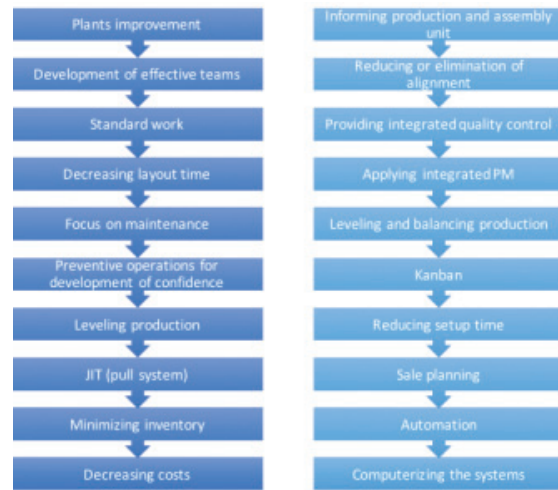 Plants improvement
Development of effective teams
Standard work
Decreasing layout time
Focus on maintenance
Preventive operations for
development of confidence
Leveling production
JIT (pull system)
Minimizing inventory
Decreasing costs
Informing production and assembly
unit
Reducing or elimination of
alignment
Providing integrated quality control
Applying integrated PM
Leveling and balancing production
Kanban
Reducing setup time
Sale planning
Automation
Computerizing the systems